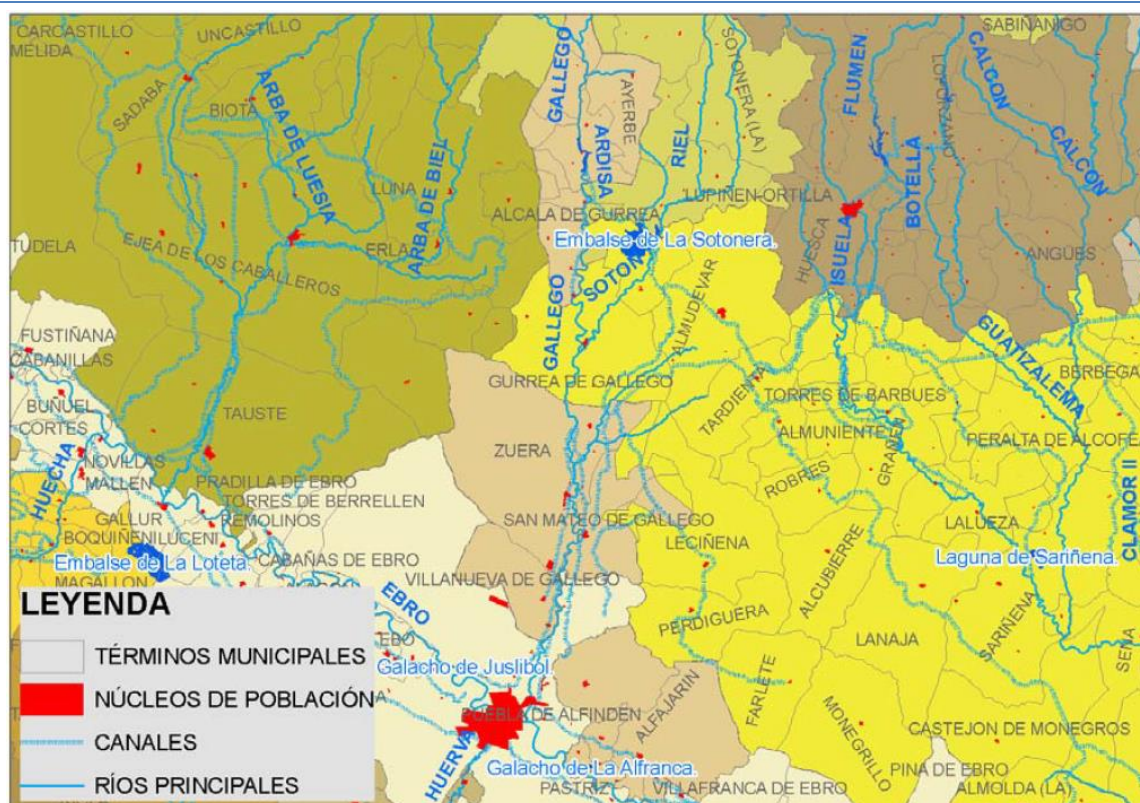 CARCASTILLO
MÉLIDA
UNCASTILLO
SADABA
BIOTA
ARBA DE LUESIA
LUNA
ARBA DE BIEL
ERLA
TUDELA
EJEA DE LOS CABALLEROS
GALLEGO
AYERBE
ARDISA
RIEL
SOTONERA (LA)
FLUMEN
LOPORZANO
CALCON
SABIÑANIGO
CALCON
LUPIÑEN-ORTILLA
BOTELLA
ALCALA DE GURREA
Embalse de La Sotonera.
HUESCA
ISUELA
ANGÜES
SOTON
GALLEGO
ALMUDEVAR
GUATIZALEMA
FUSTIÑANA
CABANILLAS
BUÑUEL
CORTES
TAUSTE
GURREA DE GALLEGO
TARDIENTA
TORRES DE BARBUES
BERBEGA
ALMUNIENTE
GRAÑEN
PERALTA DE ALCOFEA
ZUERA
ROBRES
HUECHA
NOVILLAS
MALLEN
PRADILLA DE EBRO
TORRES DE BERRELLEN
GALLUR
REMOLINOS
BOQUIÑENI
LUCENI
CABAÑAS DE EBRO
Embalse de La Loteta.
MAGALLON
SAN MATEO DE GALLEGO
LECIÑENA
ALCUBIERRE
LALUEZA
CLAMOR II
Laguna de Sariñena.
VILLANUEVA DE GALLEGO
EBRO
PERDIGUERA
LANAJA
SARIÑENA
SENA
Galacho de Juslibol.
PUEBLA DE ALFINDEN
ALFAJARIN
FARLETE
MONEGRILLO
CASTEJON DE MONEGROS
HUERVA
Galacho de La Alfranca.
PASTRIZ
VILLAFRANCA DE EBRO
PINA DE EBRO
ALMOLDA (LA)
LEYENDA
TÉRMINOS MUNICIPALES
NÚCLEOS DE POBLACIÓN
CANALES
RÍOS PRINCIPALES